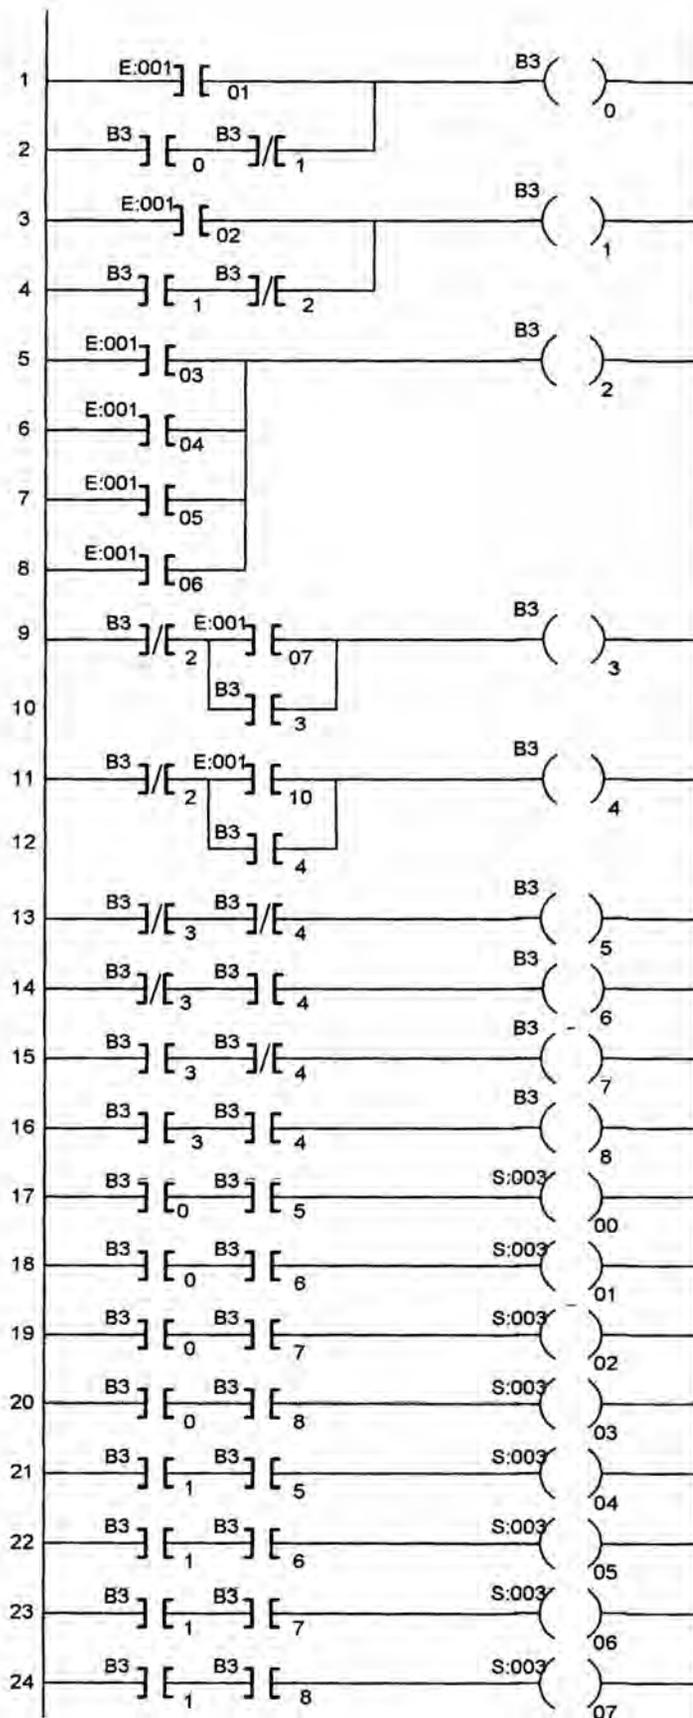 1 E:001 01 B3 0
2 B3 0 B3 1
3 E:001 02 B3 1
4 B3 1 B3 2
5 E:001 03 B3 2
6 E:001 04
7 E:001 05
8 E:001 06
9 B3 2 E:001 07 B3 3
10 B3 3
11 B3 2 E:001 10 B3 4
12 B3 4
13 B3 3 B3 4 B3 5
14 B3 3 B3 4 B3 6
15 B3 3 B3 4 B3 7
16 B3 3 B3 4 B3 8
17 B3 0 B3 5 S:003 00
18 B3 0 B3 6 S:003 01
19 B3 0 B3 7 S:003 02
20 B3 0 B3 8 S:003 03
21 B3 1 B3 5 S:003 04
22 B3 1 B3 6 S:003 05
23 B3 1 B3 7 S:003 06
24 B3 1 B3 8 S:003 07